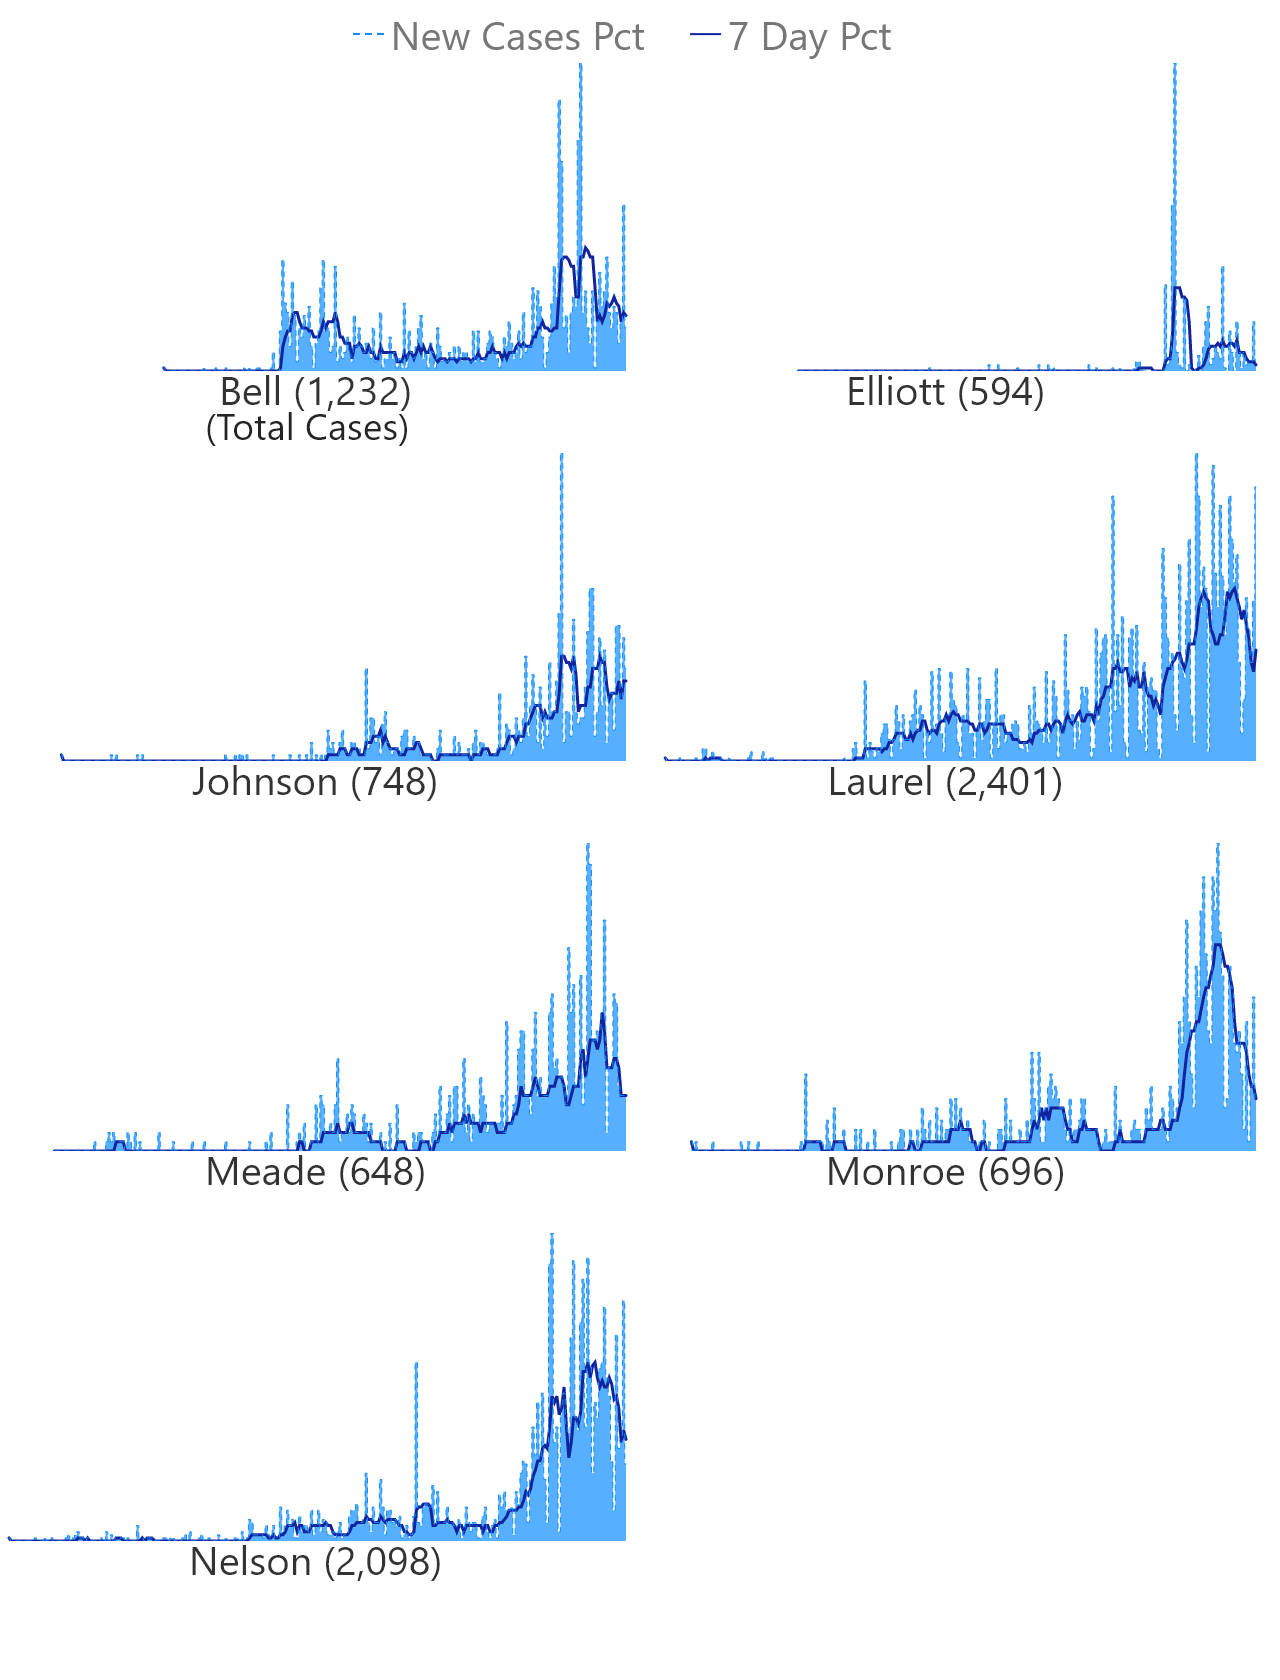 New Cases Pct 7 Day Pct
Bell (1,232) Elliott (594)
(Total Cases)
Johnson (748) Laurel (2,401)
Meade (648) Monroe (696)
Nelson (2,098)